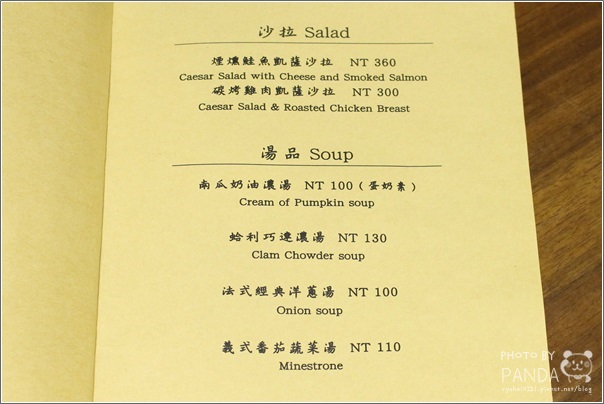 沙拉 Salad
煙燻鮭魚凱薩沙拉 NT 360
Caesar Salad with Cheese and Smoked Salmon
碳烤雞肉凱薩沙拉 NT 300
Caesar Salad & Roasted Chicken Breast
湯品 Soup
南瓜奶油濃湯 NT 100 (蛋奶素)
Cream of Pumpkin soup
蛤利巧達濃湯 NT 130
Clam Chowder soup
法式經典洋蔥湯 NT 100
Onion soup
義式番茄蔬菜湯 NT 110
Minestrone
PHOTO BY
PANDA